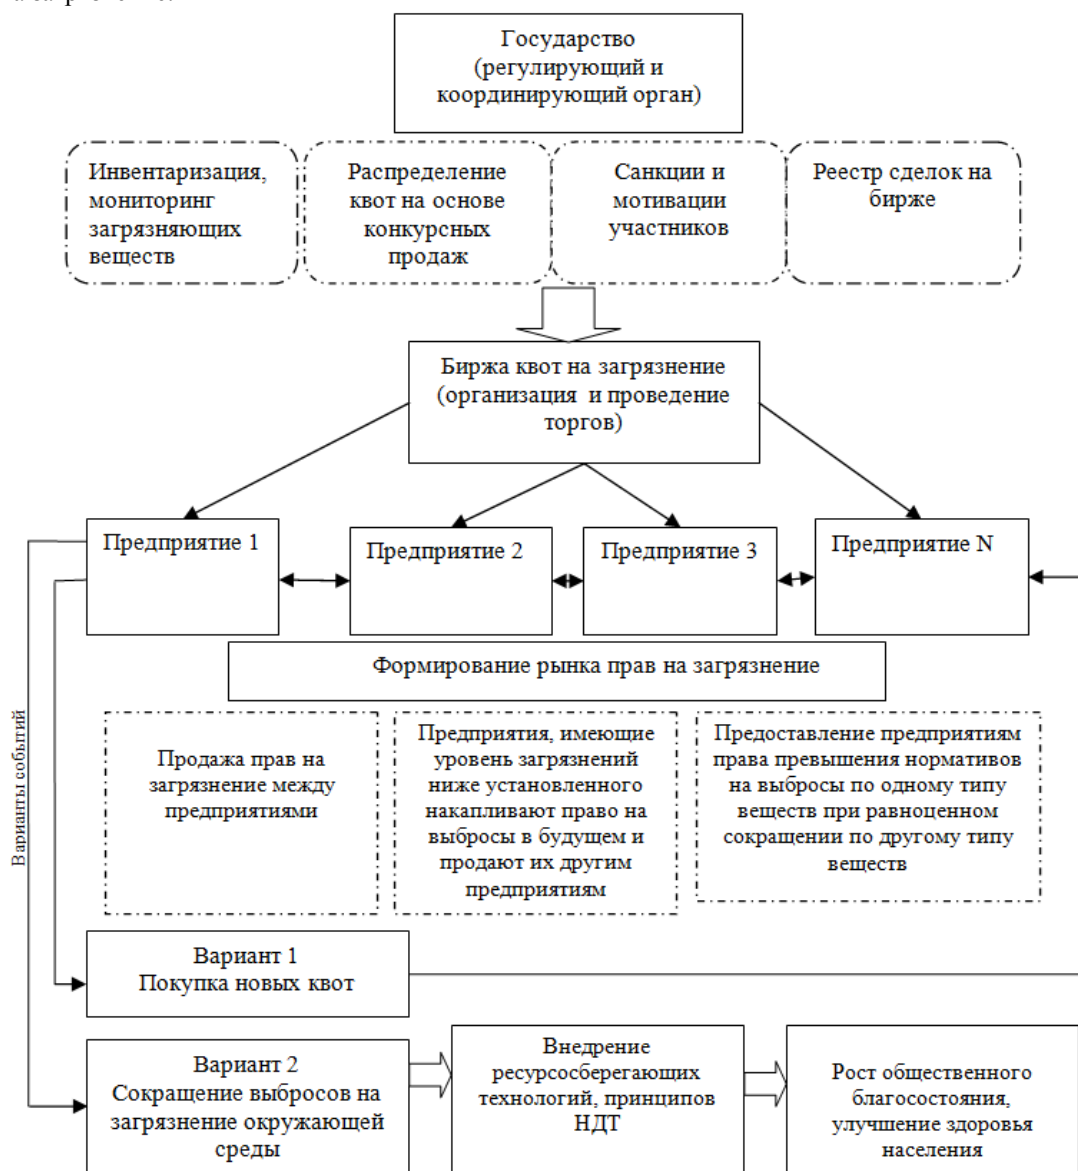 Государство
(регулирующий и
координирующий орган)
Инвентаризация,
мониторинг
загрязняющих
веществ
Распределение
квот на основе
конкурсных
продаж
Санкции и
мотивации
участников
Реестр сделок на
бирже
Биржа квот на загрязнение
(организация и проведение
торгов)
Предприятие 1
Предприятие 2
Предприятие 3
Предприятие N
Формирование рынка прав на загрязнение
Варианты событий
Продажа прав на
загрязнение между
предприятиями
Предприятия, имеющие
уровень загрязнений
ниже установленного
накапливают право на
выбросы в будущем и
продают их другим
предприятиям
Предоставление предприятиям
права превышения нормативов
на выбросы по одному типу
веществ при равноценном
сокращении по другому типу
веществ
Вариант 1
Покупка новых квот
Вариант 2
Сокращение выбросов на
загрязнение окружающей
среды
Внедрение
ресурсосберегающих
технологий, принципов
НДТ
Рост общественного
благосостояния,
улучшение здоровья
населения